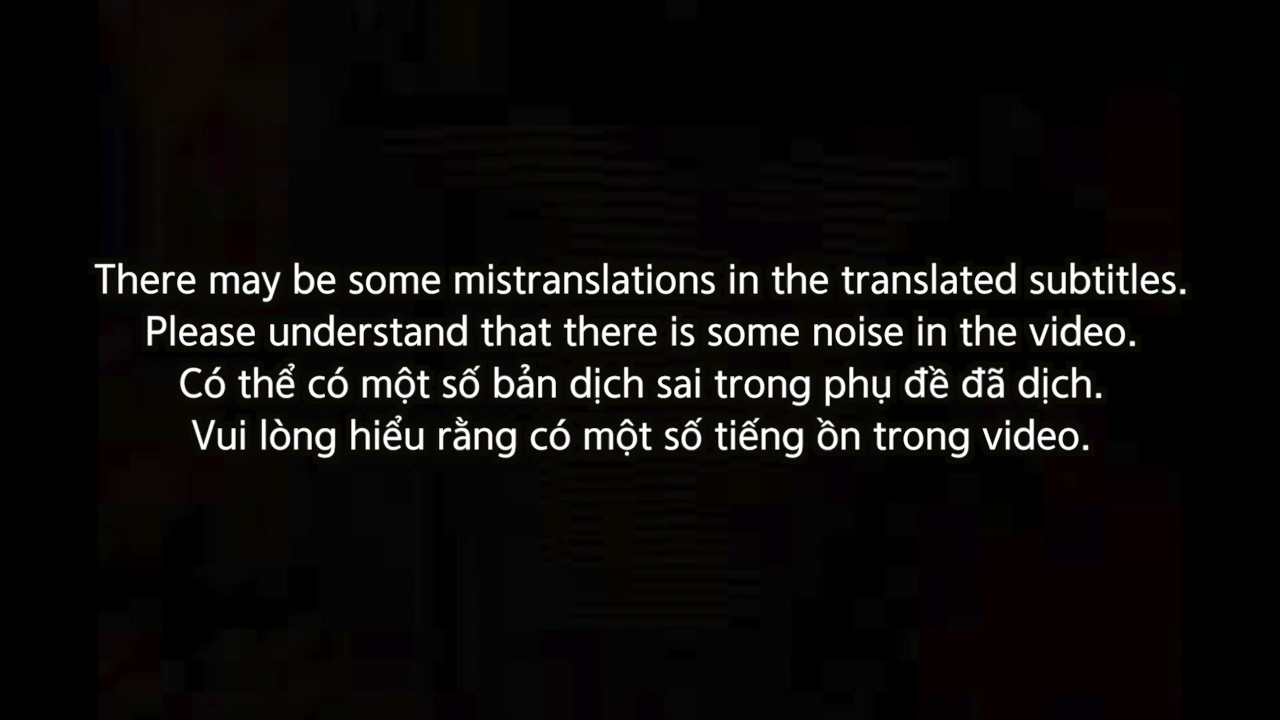 There may be some mistranslations in the translated subtitles.
Please understand that there is some noise in the video.
Có thể có một số bản dịch sai trong phụ đề đã dịch.
Vui lòng hiểu rằng có một số tiếng ồn trong video.